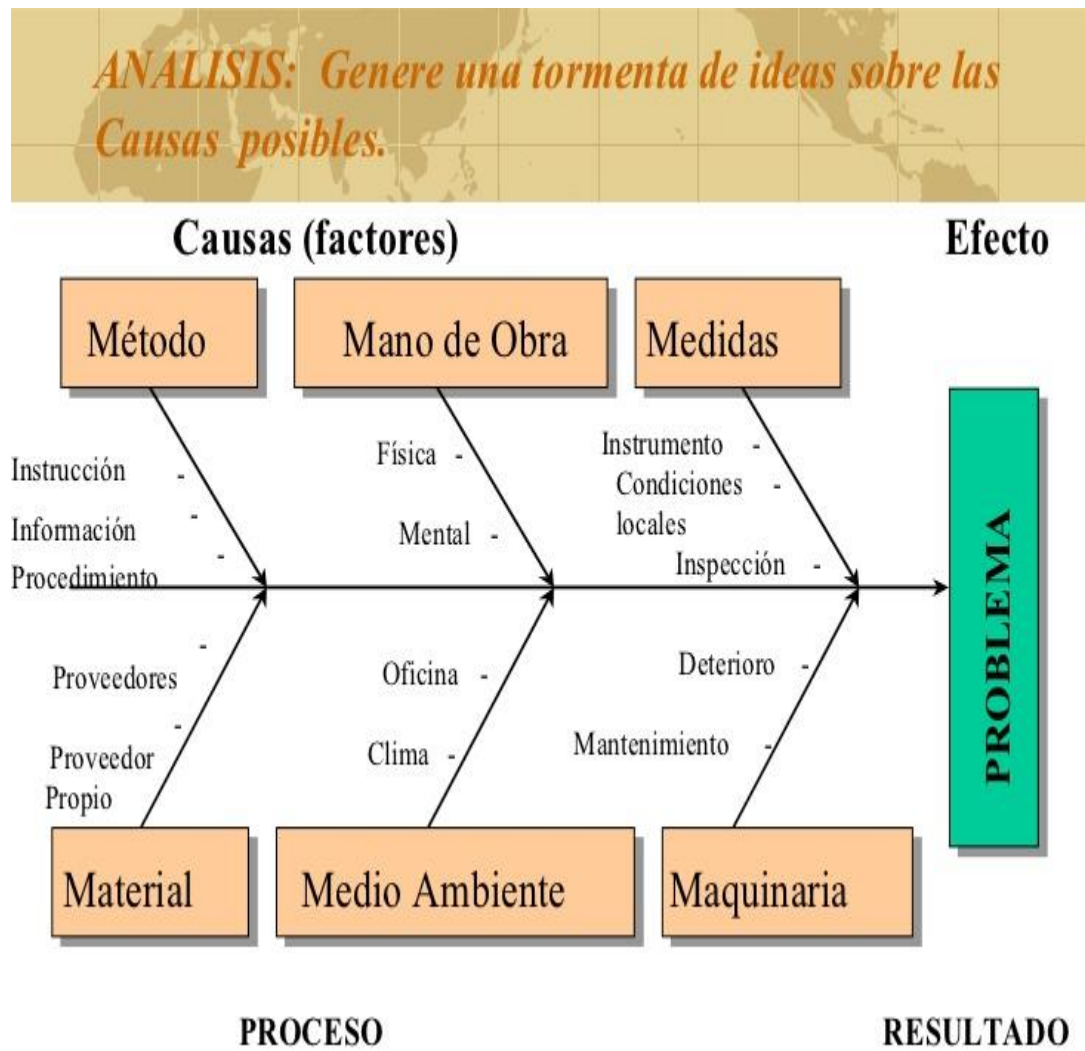 ANALISIS: Genere una tormenta de ideas sobre las
Causas posibles.
Causas (factores)
Efecto
Método
Mano de Obra
Medidas
Instrucción -
Información -
Procedimiento -
Física -
Mental -
Instrumento -
Condiciones -
locales
Inspección -
PROBLEMA
Proveedores -
Proveedor -
Propio
Oficina -
Clima -
Deterioro -
Mantenimiento -
Material
Medio Ambiente
Maquinaria
PROCESO
RESULTADO